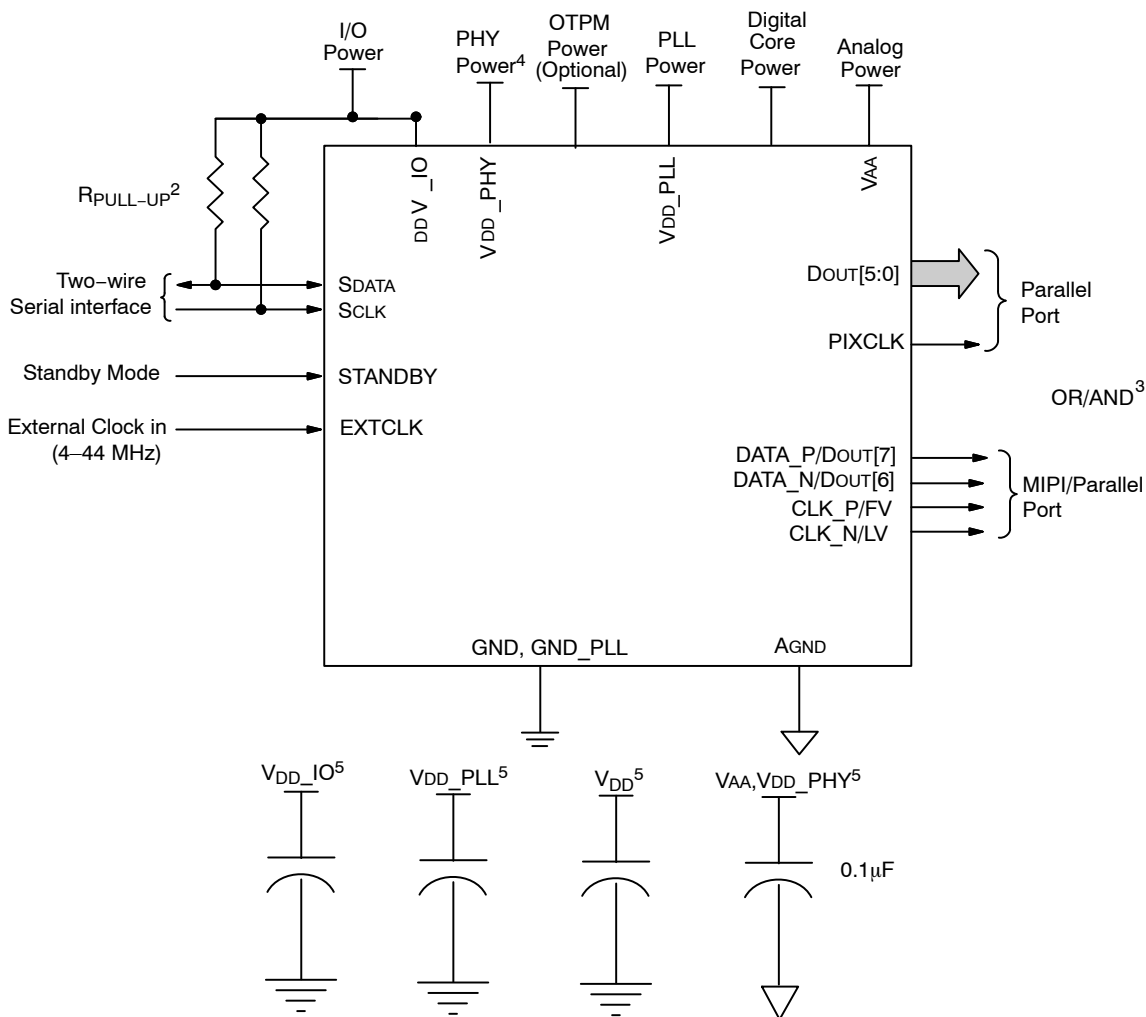 I/O
Power
PHY
Power4
OTPM
Power
(Optional)
PLL
Power
Digital
Core
Power
Analog
Power
RPULL–UP2
DDV_IO
VDD_PHY
VDD_PLL
VAA
Two–wire
Serial interface
SDATA
SCLK
Standby Mode
STANDBY
External Clock in
(4–44 MHz)
EXTCLK
DOUT[5:0]
PIXCLK
Parallel
Port
OR/AND3
DATA_P/DOUT[7]
DATA_N/DOUT[6]
CLK_P/FV
CLK_N/LV
MIPI/Parallel
Port
GND, GND_PLL
AGND
VDD_IO5
VDD_PLL5
VDD5
VAA,VDD_PHY5
0.1μF